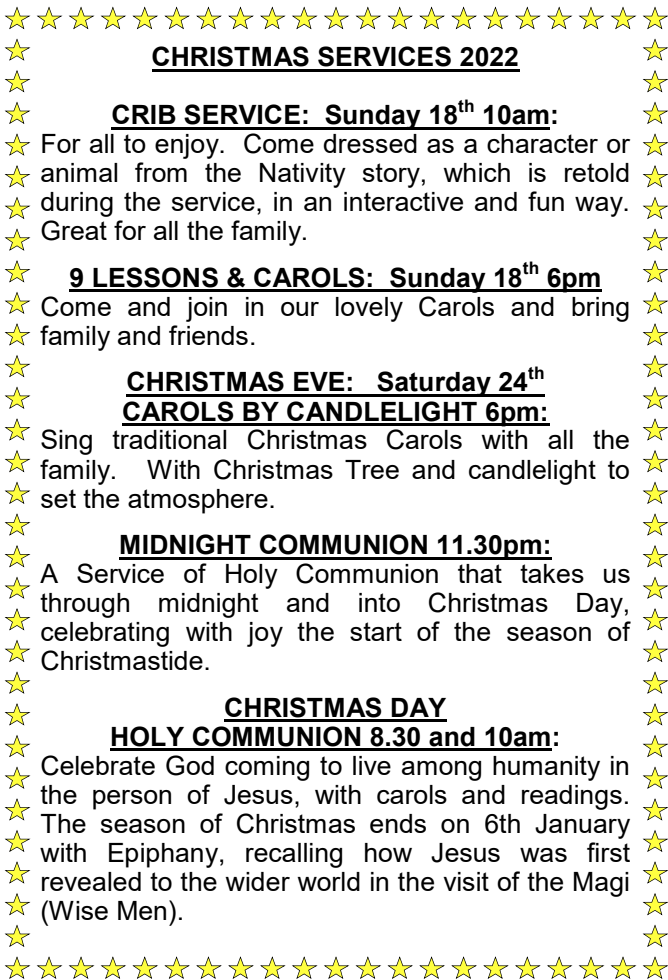 CHRISTMAS SERVICES 2022
CRIB SERVICE: Sunday 18th 10am:
For all to enjoy. Come dressed as a character or
animal from the Nativity story, which is retold
during the service, in an interactive and fun way.
Great for all the family.
9 LESSONS & CAROLS: Sunday 18th 6pm
Come and join in our lovely Carols and bring
family and friends.
CHRISTMAS EVE: Saturday 24th
CAROLS BY CANDLELIGHT 6pm:
Sing traditional Christmas Carols with all the
family. With Christmas Tree and candlelight to
set the atmosphere.
MIDNIGHT COMMUNION 11.30pm:
A Service of Holy Communion that takes us
through midnight and into Christmas Day,
celebrating with joy the start of the season of
Christmastide.
CHRISTMAS DAY
HOLY COMMUNION 8.30 and 10am:
Celebrate God coming to live among humanity in
the person of Jesus, with carols and readings.
The season of Christmas ends on 6th January
with Epiphany, recalling how Jesus was first
revealed to the wider world in the visit of the Magi
(Wise Men).